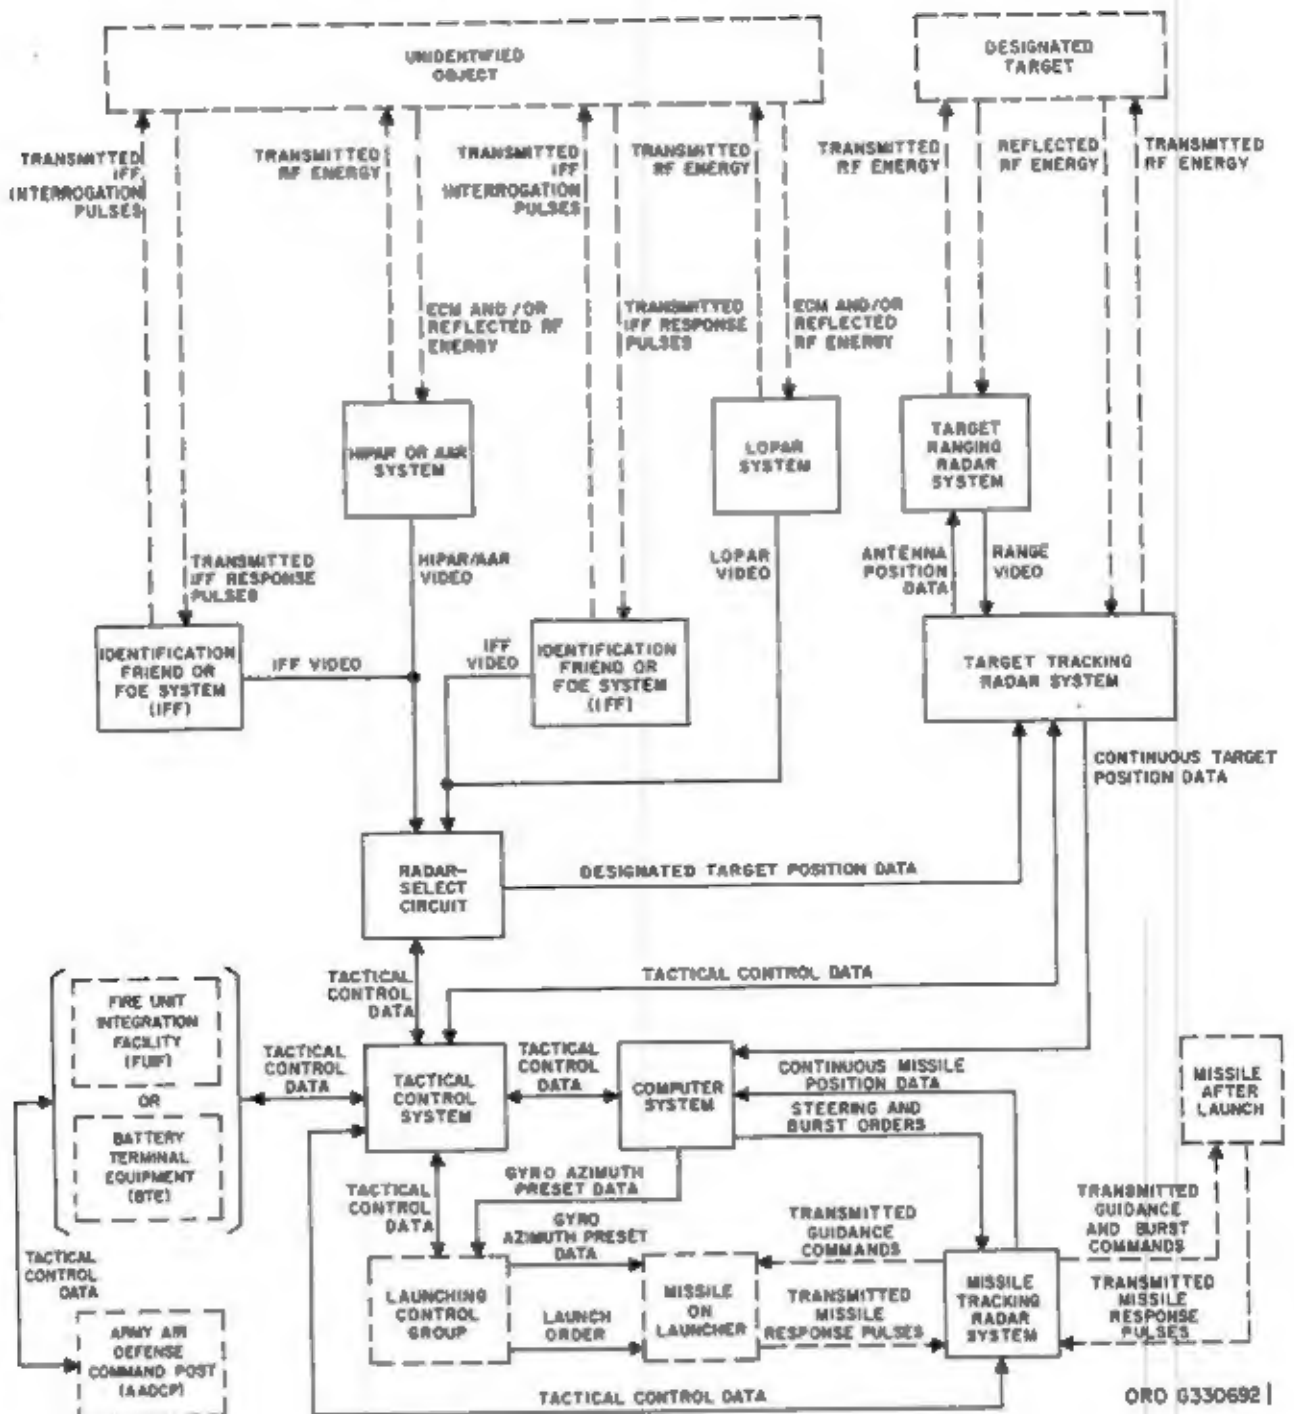 UNIDENTIFIED
OBJECT
DESIGNATED
TARGET
TRANSMITTED
IFF
INTERROGATION
PULSES
TRANSMITTED
RF ENERGY
TRANSMITTED
IFF
INTERROGATION
PULSES
TRANSMITTED
RF ENERGY
TRANSMITTED
RF ENERGY
REFLECTED
RF ENERGY
TRANSMITTED
RF ENERGY
ECM AND/OR
REFLECTED RF
ENERGY
TRANSMITTED
IFF RESPONSE
PULSES
ECM AND/OR
REFLECTED
RF ENERGY
HIPAR OR AAR
SYSTEM
LOPAR
SYSTEM
TARGET
RANGING
RADAR
SYSTEM
TRANSMITTED
IFF RESPONSE
PULSES
HIPAR/AAR
VIDEO
LOPAR
VIDEO
ANTENNA
POSITION
DATA
RANGE
VIDEO
IDENTIFICATION
FRIEND OR
FOE SYSTEM
(IFF)
IFF VIDEO
IFF
VIDEO
IDENTIFICATION
FRIEND OR
FOE SYSTEM
(IFF)
TARGET TRACKING
RADAR SYSTEM
CONTINUOUS TARGET
POSITION DATA
RADAR-
SELECT
CIRCUIT
DESIGNATED TARGET POSITION DATA
TACTICAL
CONTROL
DATA
TACTICAL CONTROL DATA
FIRE UNIT
INTEGRATION
FACILITY
(FUIF)
OR
BATTERY
TERMINAL
EQUIPMENT
(BTE)
TACTICAL
CONTROL
DATA
TACTICAL
CONTROL
SYSTEM
TACTICAL
CONTROL
DATA
COMPUTER
SYSTEM
CONTINUOUS MISSILE
POSITION DATA
STEERING AND
BURST ORDERS
MISSILE
AFTER
LAUNCH
TACTICAL
CONTROL
DATA
GYRO AZIMUTH
PRESET DATA
GYRO
AZIMUTH PRESET
DATA
TRANSMITTED
GUIDANCE
COMMANDS
TRANSMITTED
GUIDANCE
AND BURST
COMMANDS
TACTICAL
CONTROL
DATA
LAUNCHING
CONTROL
GROUP
LAUNCH
ORDER
MISSILE
ON
LAUNCHER
TRANSMITTED
MISSILE
RESPONSE PULSES
MISSILE
TRACKING
RADAR
SYSTEM
TRANSMITTED
MISSILE
RESPONSE
PULSES
ARMY AIR
DEFENSE
COMMAND POST
(AADCP)
TACTICAL CONTROL DATA
ORD G330692